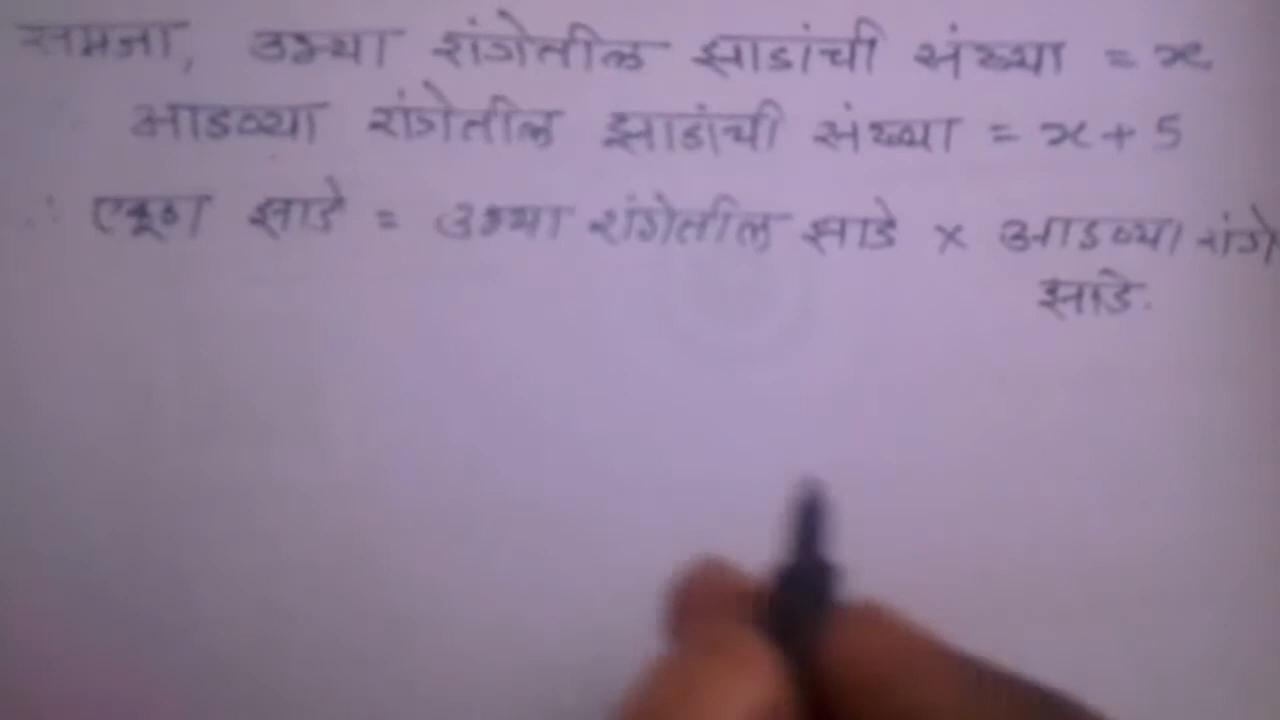 समजा, उभ्या रांगेतील झाडांची संख्या = x
आडव्या रांगेतील झाडांची संख्या = x + 5
∴ एकूण झाडे = उभ्या रांगेतील झाडे × आडव्या रांगे
झाडे.